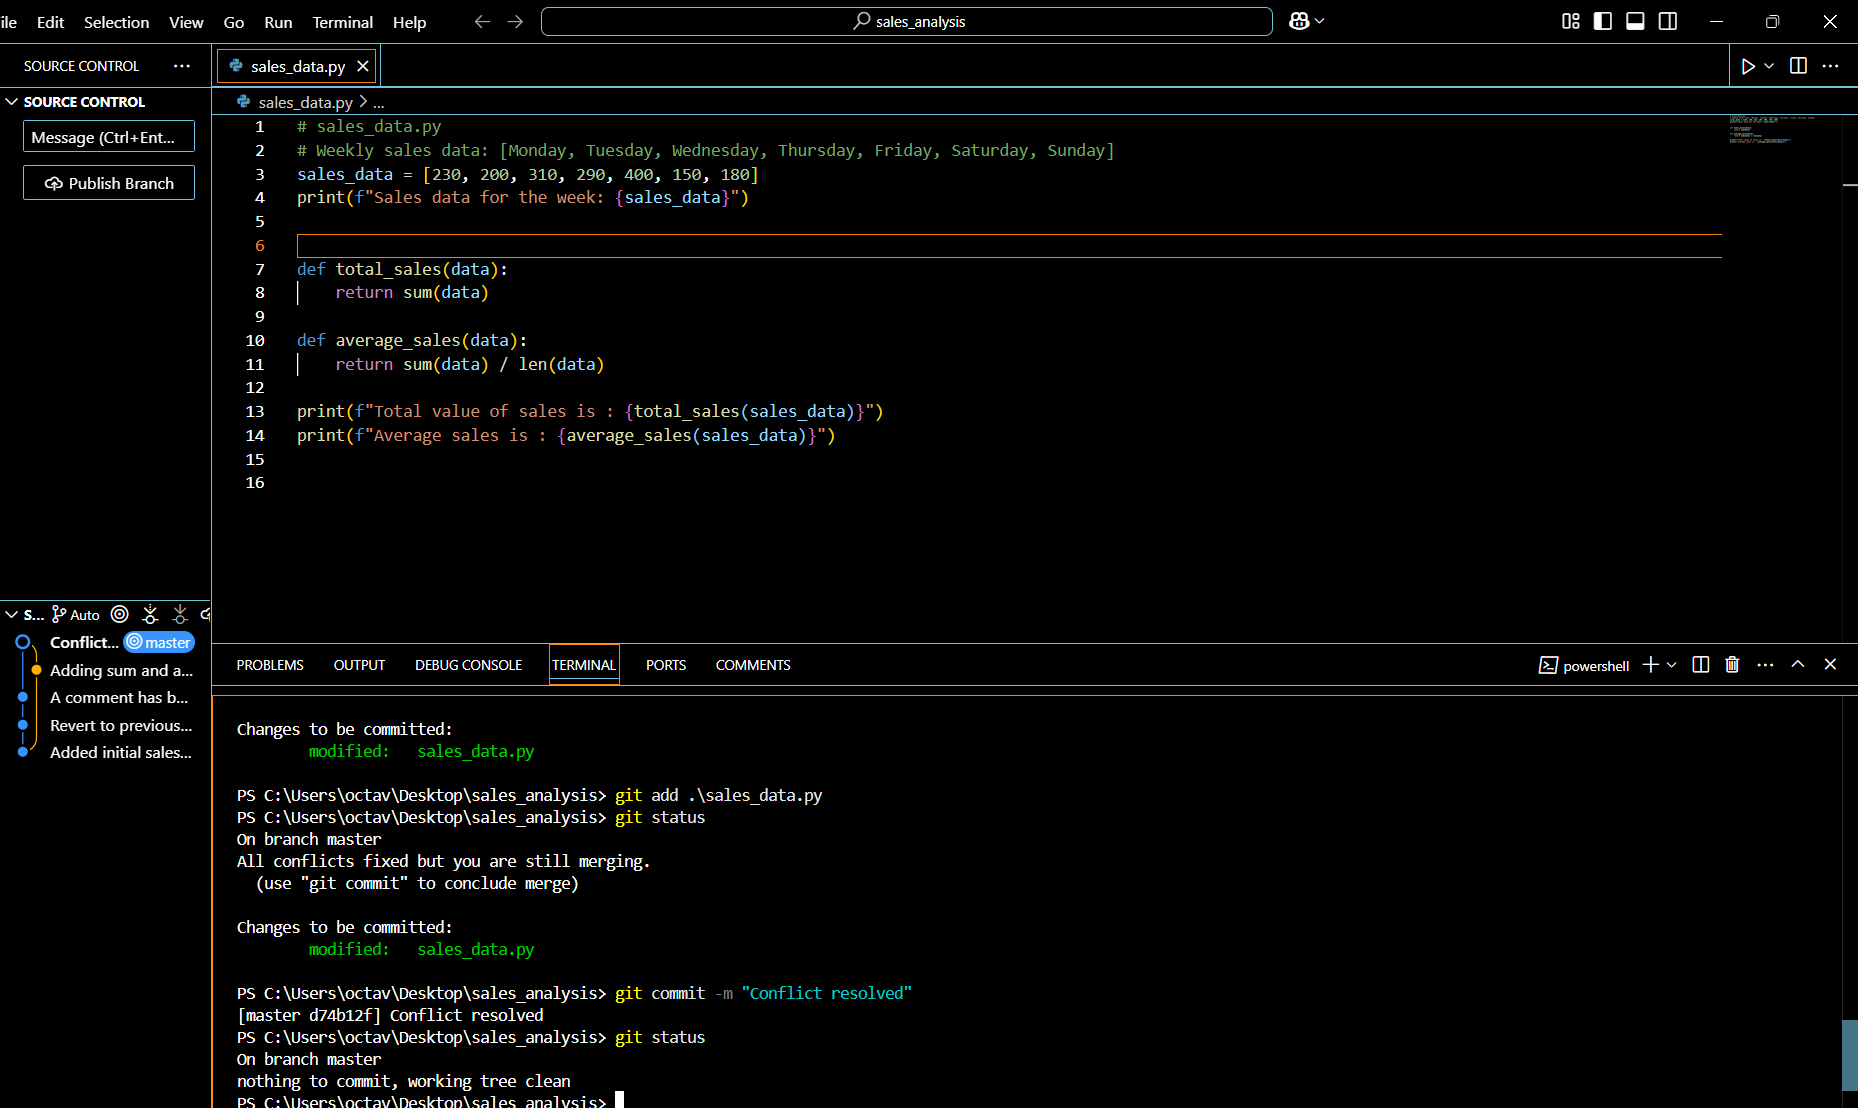 ile Edit Selection View Go Run Terminal Help
sales_analysis
SOURCE CONTROL
sales_data.py
SOURCE CONTROL
Message (Ctrl+Ent...
Publish Branch
sales_data.py > ...
1 # sales_data.py
2 # Weekly sales data: [Monday, Tuesday, Wednesday, Thursday, Friday, Saturday, Sunday]
3 sales_data = [230, 200, 310, 290, 400, 150, 180]
4 print(f"Sales data for the week: {sales_data}")
5
6
7 def total_sales(data):
8     return sum(data)
9
10 def average_sales(data):
11     return sum(data) / len(data)
12
13 print(f"Total value of sales is : {total_sales(sales_data)}")
14 print(f"Average sales is : {average_sales(sales_data)}")
15
16
S... Auto
Conflict... master
Adding sum and a...
A comment has b...
Revert to previous...
Added initial sales...
PROBLEMS OUTPUT DEBUG CONSOLE TERMINAL PORTS COMMENTS
powershell
Changes to be committed:
        modified:   sales_data.py
PS C:\Users\octav\Desktop\sales_analysis> git add .\sales_data.py
PS C:\Users\octav\Desktop\sales_analysis> git status
On branch master
All conflicts fixed but you are still merging.
  (use "git commit" to conclude merge)
Changes to be committed:
        modified:   sales_data.py
PS C:\Users\octav\Desktop\sales_analysis> git commit -m "Conflict resolved"
[master d74b12f] Conflict resolved
PS C:\Users\octav\Desktop\sales_analysis> git status
On branch master
nothing to commit, working tree clean
PS C:\Users\octav\Desktop\sales_analysis>